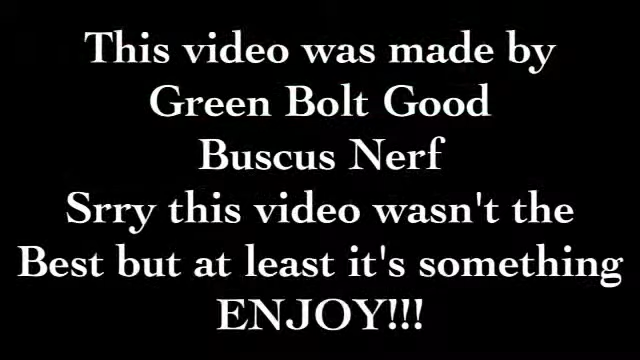 This video was made by
Green Bolt Good
Buscus Nerf
Srry this video wasn't the
Best but at least it's something
ENJOY!!!